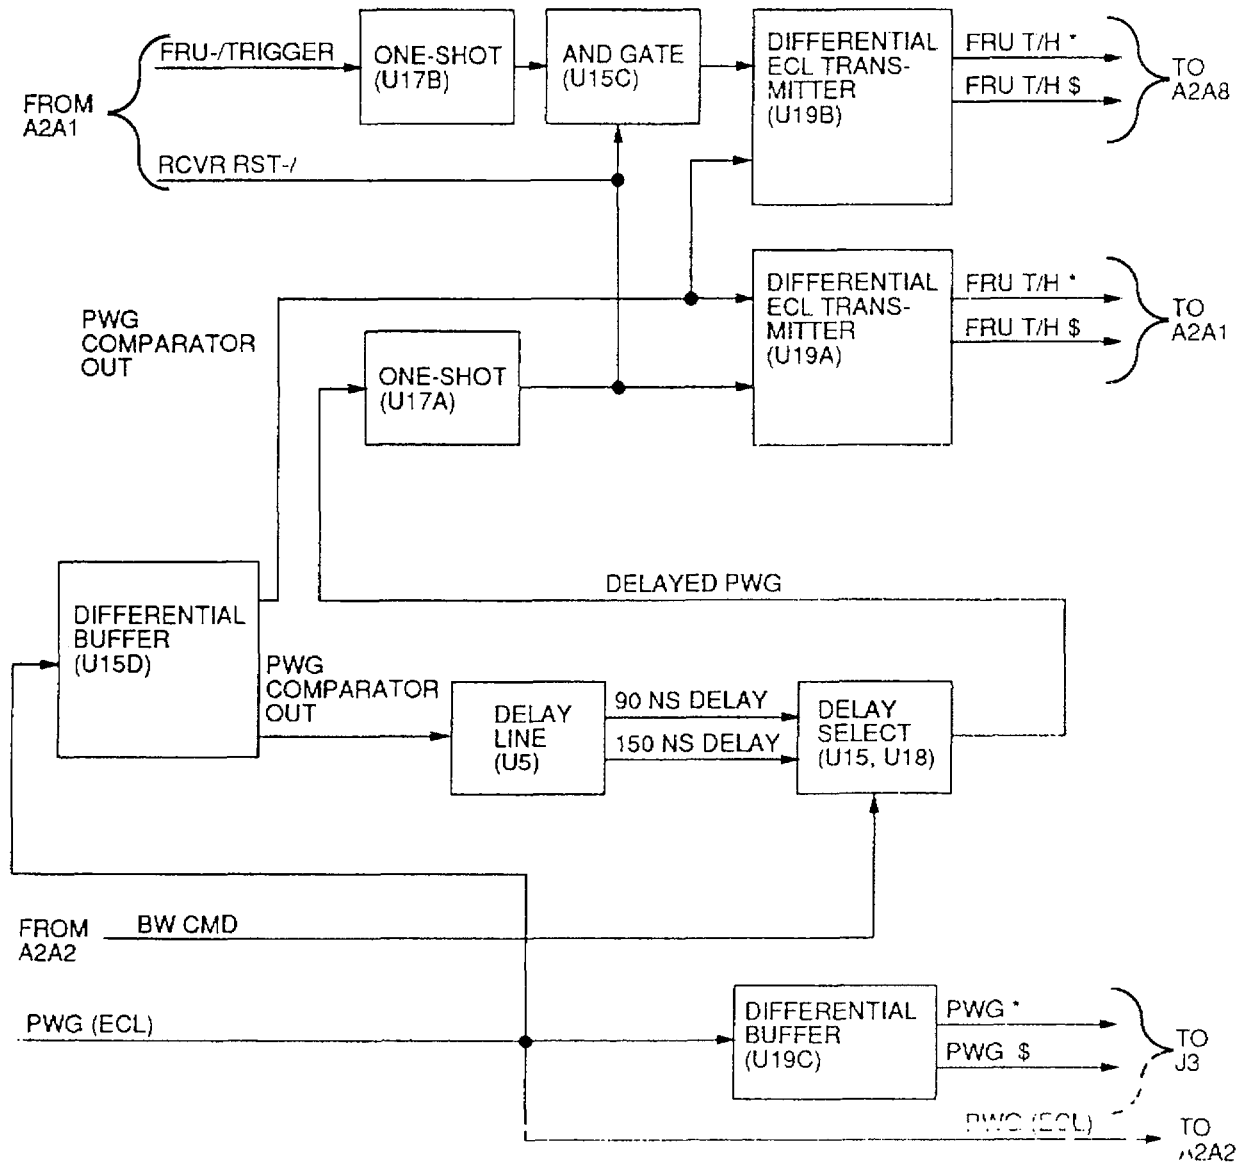 FRU-/TRIGGER
ONE-SHOT
(U17B)
AND GATE
(U15C)
DIFFERENTIAL
ECL TRANS-
MITTER
(U19B)
FRU T/H *
FRU T/H $
TO
A2A8
FROM
A2A1
RCVR RST-/
PWG
COMPARATOR
OUT
ONE-SHOT
(U17A)
DIFFERENTIAL
ECL TRANS-
MITTER
(U19A)
FRU T/H *
FRU T/H $
TO
A2A1
DELAYED PWG
DIFFERENTIAL
BUFFER
(U15D)
PWG
COMPARATOR
OUT
DELAY
LINE
(U5)
90 NS DELAY
150 NS DELAY
DELAY
SELECT
(U15, U18)
FROM
A2A2
BW CMD
PWG (ECL)
DIFFERENTIAL
BUFFER
(U19C)
PWG *
PWG $
TO
J3
PWG (ECL)
TO
A2A2